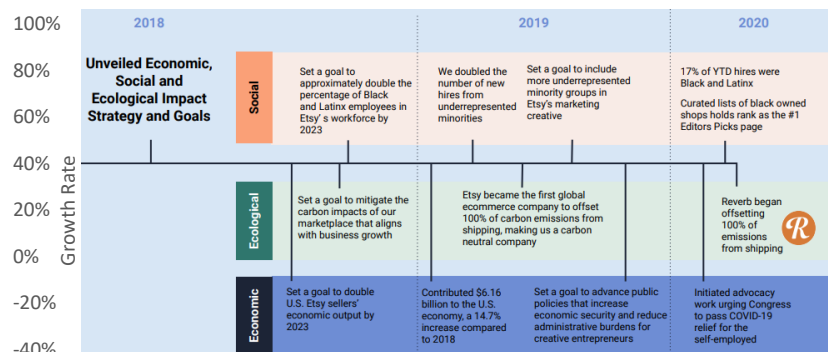 100%
80%
60%
40%
20%
0%
-20%
-40%
Growth Rate
2018
2019
2020
Unveiled Economic,
Social and
Ecological Impact
Strategy and Goals
Social
Set a goal to
approximately double the
percentage of Black
and Latinx employees in
Etsy' s workforce by
2023
We doubled the
number of new
hires from
underrepresented
minorities
Set a goal to include
more underrepresented
minority groups in
Etsy's marketing
creative
17% of YTD hires were
Black and Latinx
Curated lists of black owned
shops holds rank as the #1
Editors Picks page
Ecological
Set a goal to mitigate the
carbon impacts of our
marketplace that aligns
with business growth
Etsy became the first global
ecommerce company to offset
100% of carbon emissions from
shipping, making us a carbon
neutral company
Reverb began
offsetting
100% of
emissions
from shipping
R
Economic
Set a goal to double
U.S. Etsy sellers'
economic output by
2023
Contributed $6.16
billion to the U.S.
economy, a 14.7%
increase compared
to 2018
Set a goal to advance public
policies that increase
economic security and reduce
administrative burdens for
creative entrepreneurs
Initiated advocacy
work urging Congress
to pass COVID-19
relief for the
self-employed